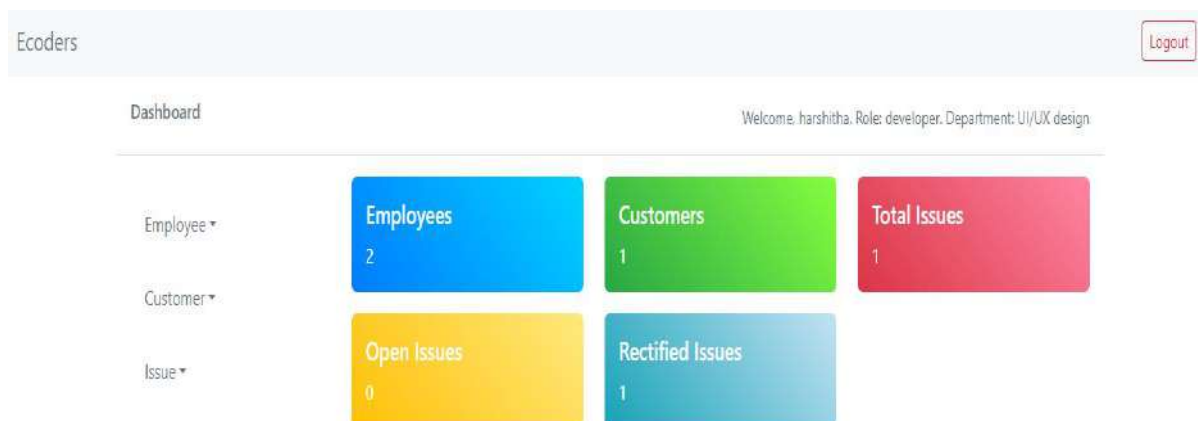 Ecoders
Logout
Dashboard
Welcome, harshitha. Role: developer. Department: UI/UX design
Employee
Customer
Issue
Employees
2
Customers
1
Total Issues
1
Open Issues
0
Rectified Issues
1